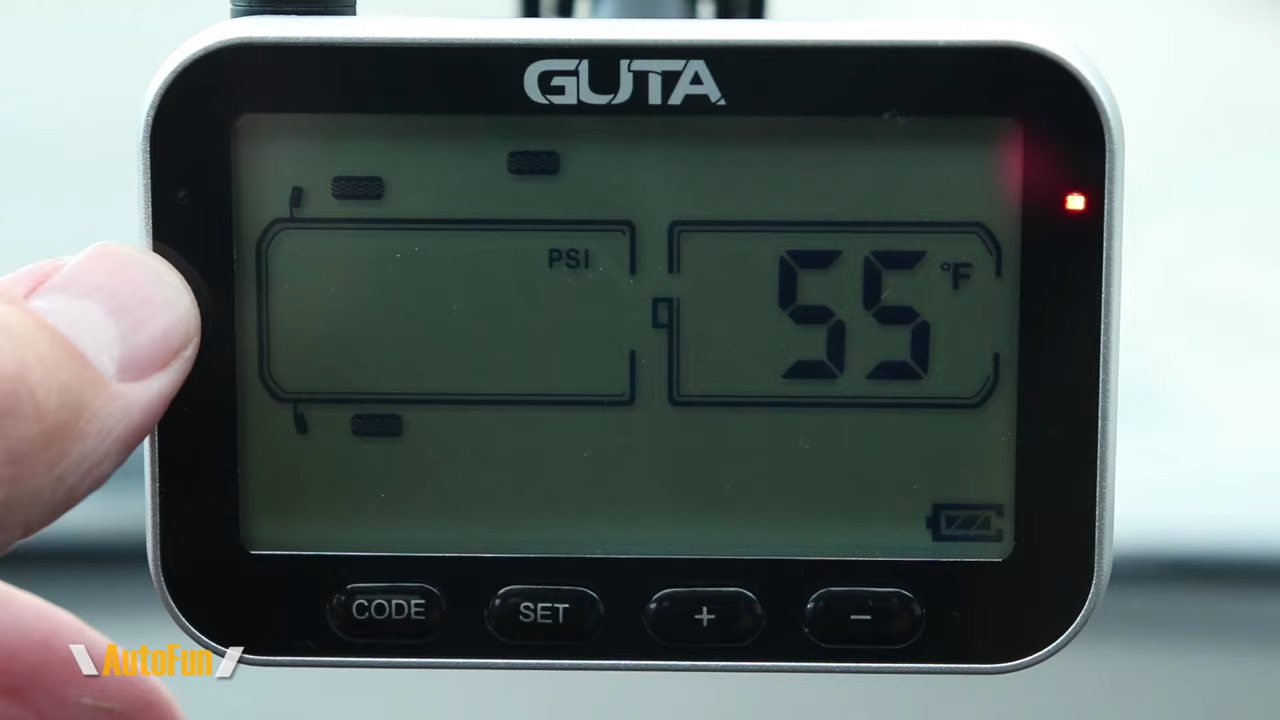 GUTA
PSI
55 °F
CODE SET + −
AutoFun